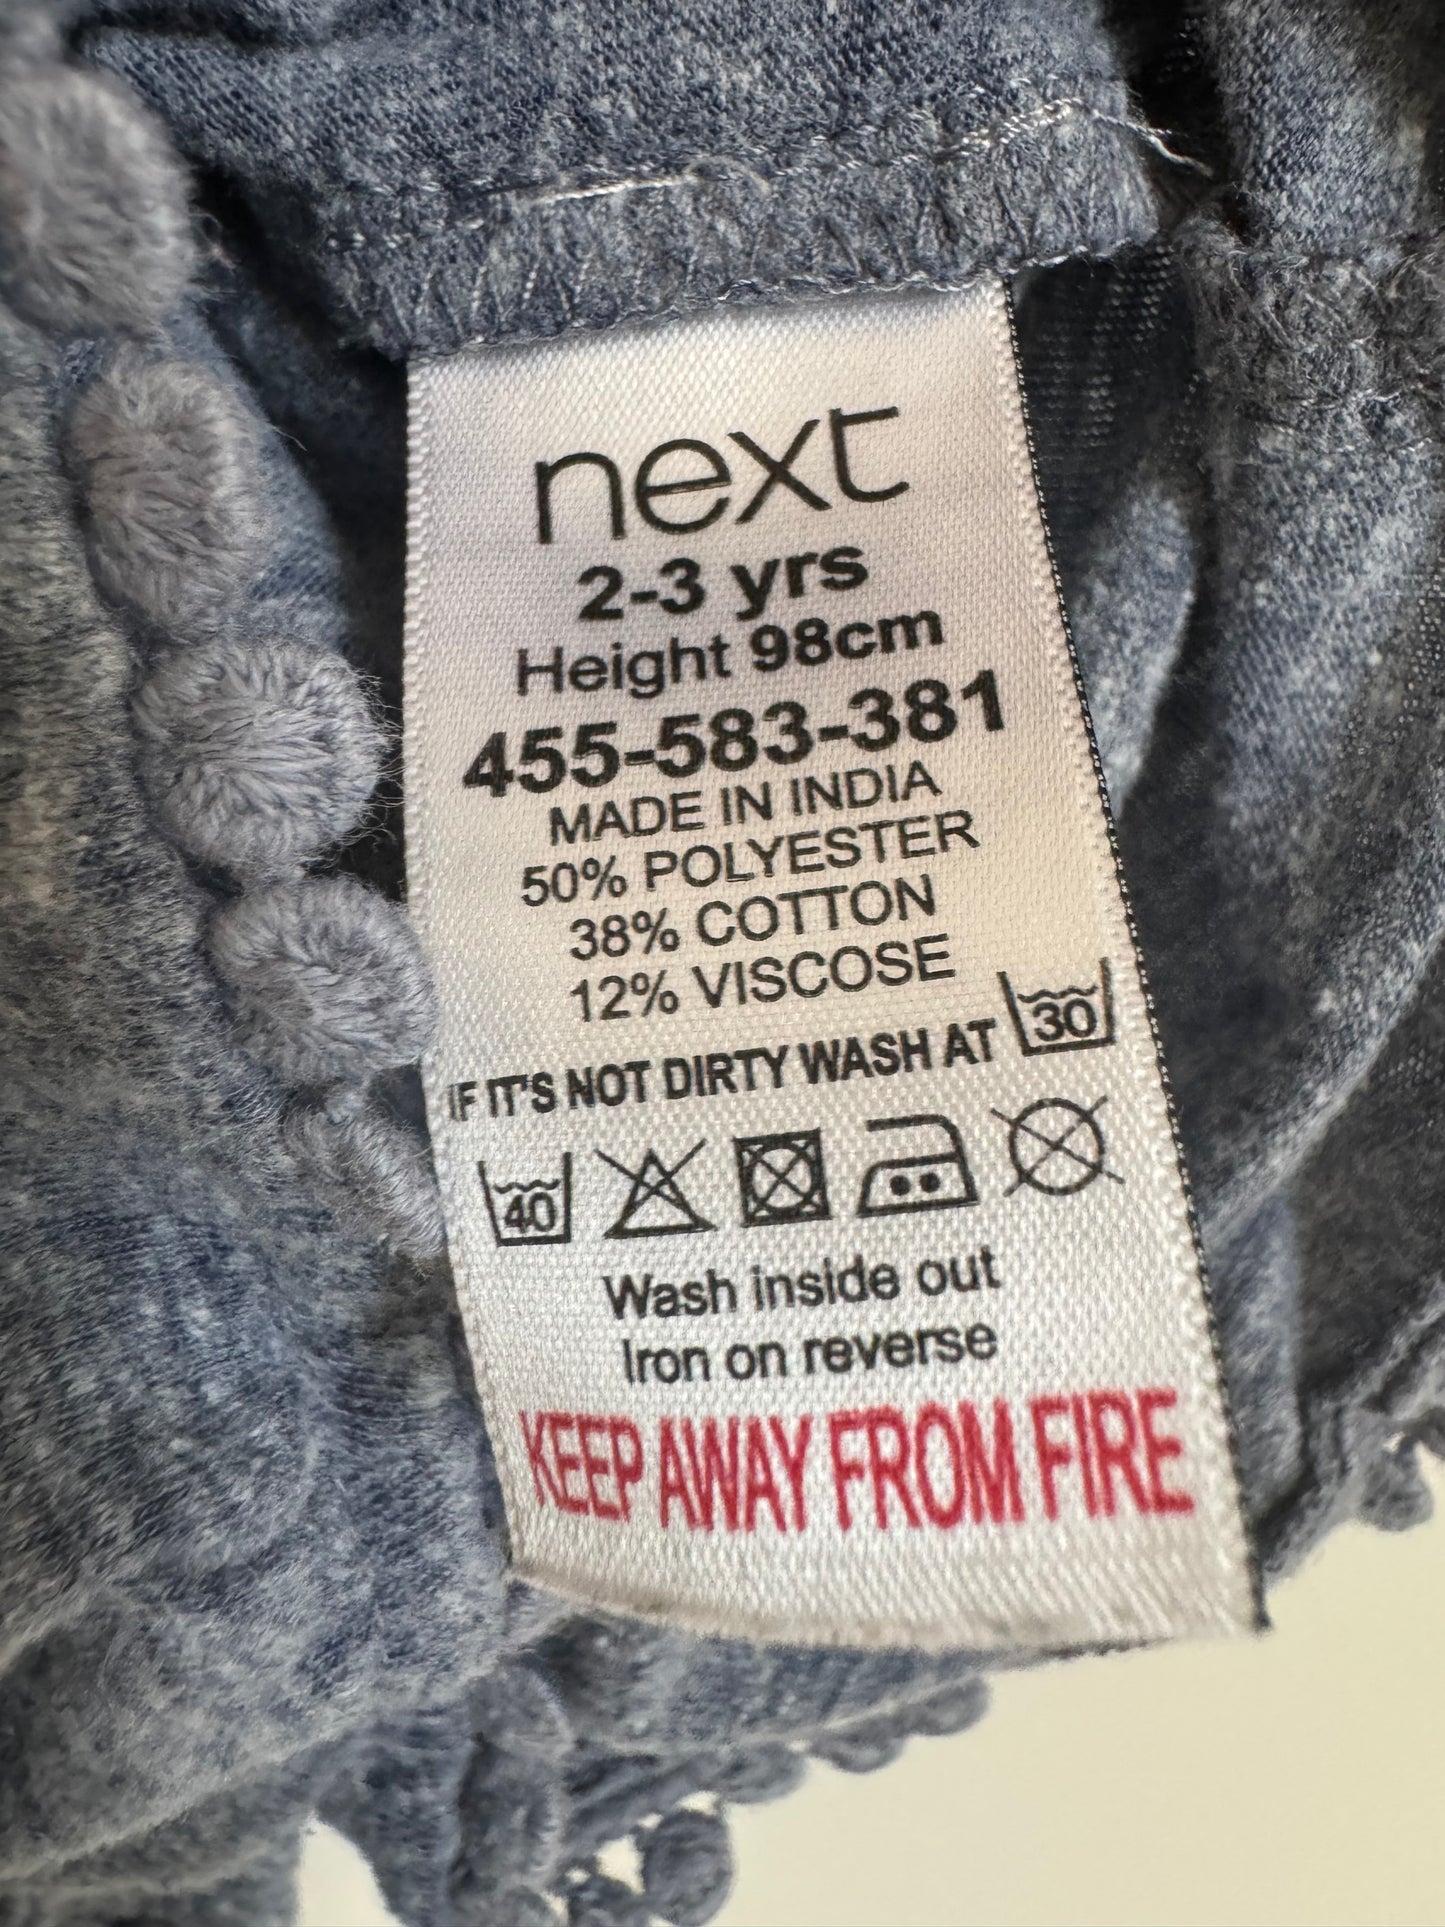 next
2-3 yrs
Height 98cm
455-583-381
MADE IN INDIA
50% POLYESTER
38% COTTON
12% VISCOSE
IF IT'S NOT DIRTY WASH AT 30
40
Wash inside out
Iron on reverse
KEEP AWAY FROM FIRE